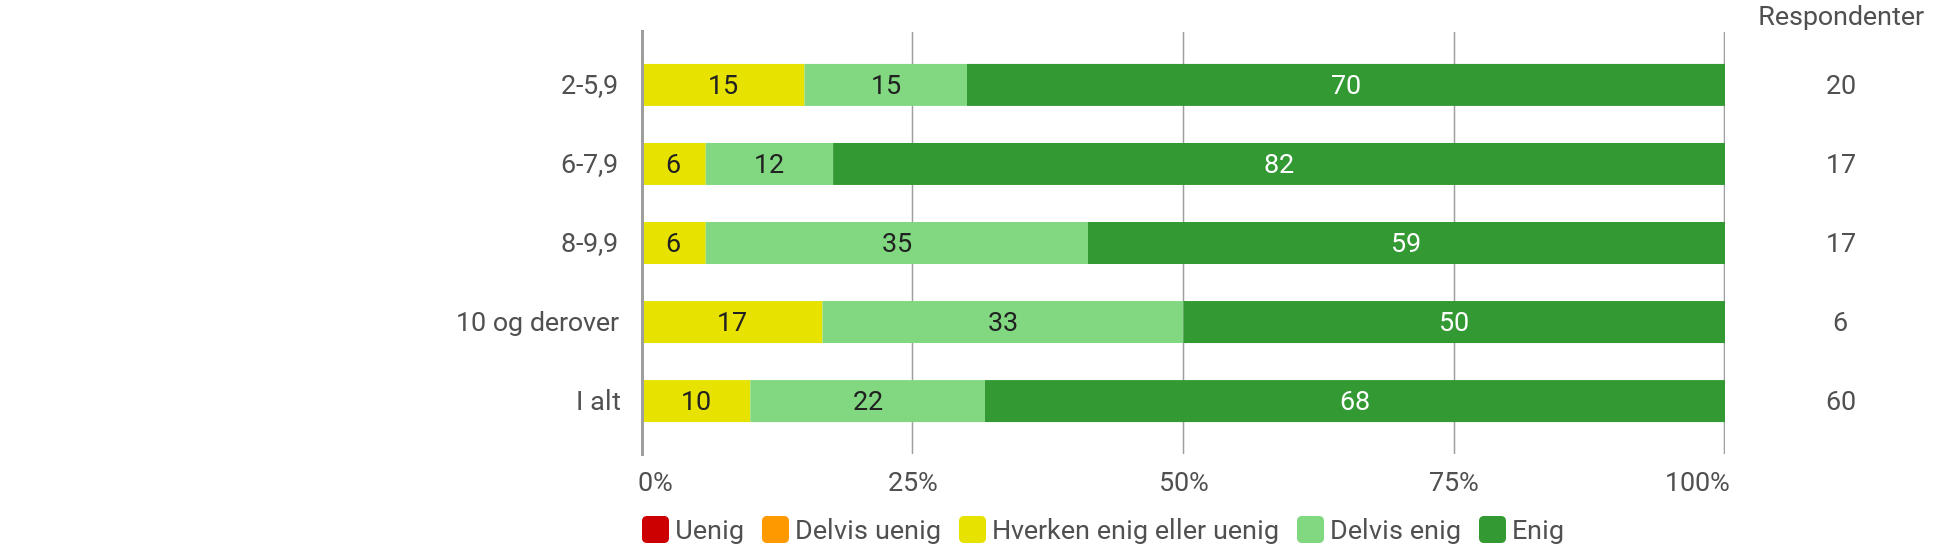 Respondenter
2-5,9 15 15 70 20
6-7,9 6 12 82 17
8-9,9 6 35 59 17
10 og derover 17 33 50 6
I alt 10 22 68 60
0% 25% 50% 75% 100%
Uenig Delvis uenig Hverken enig eller uenig Delvis enig Enig